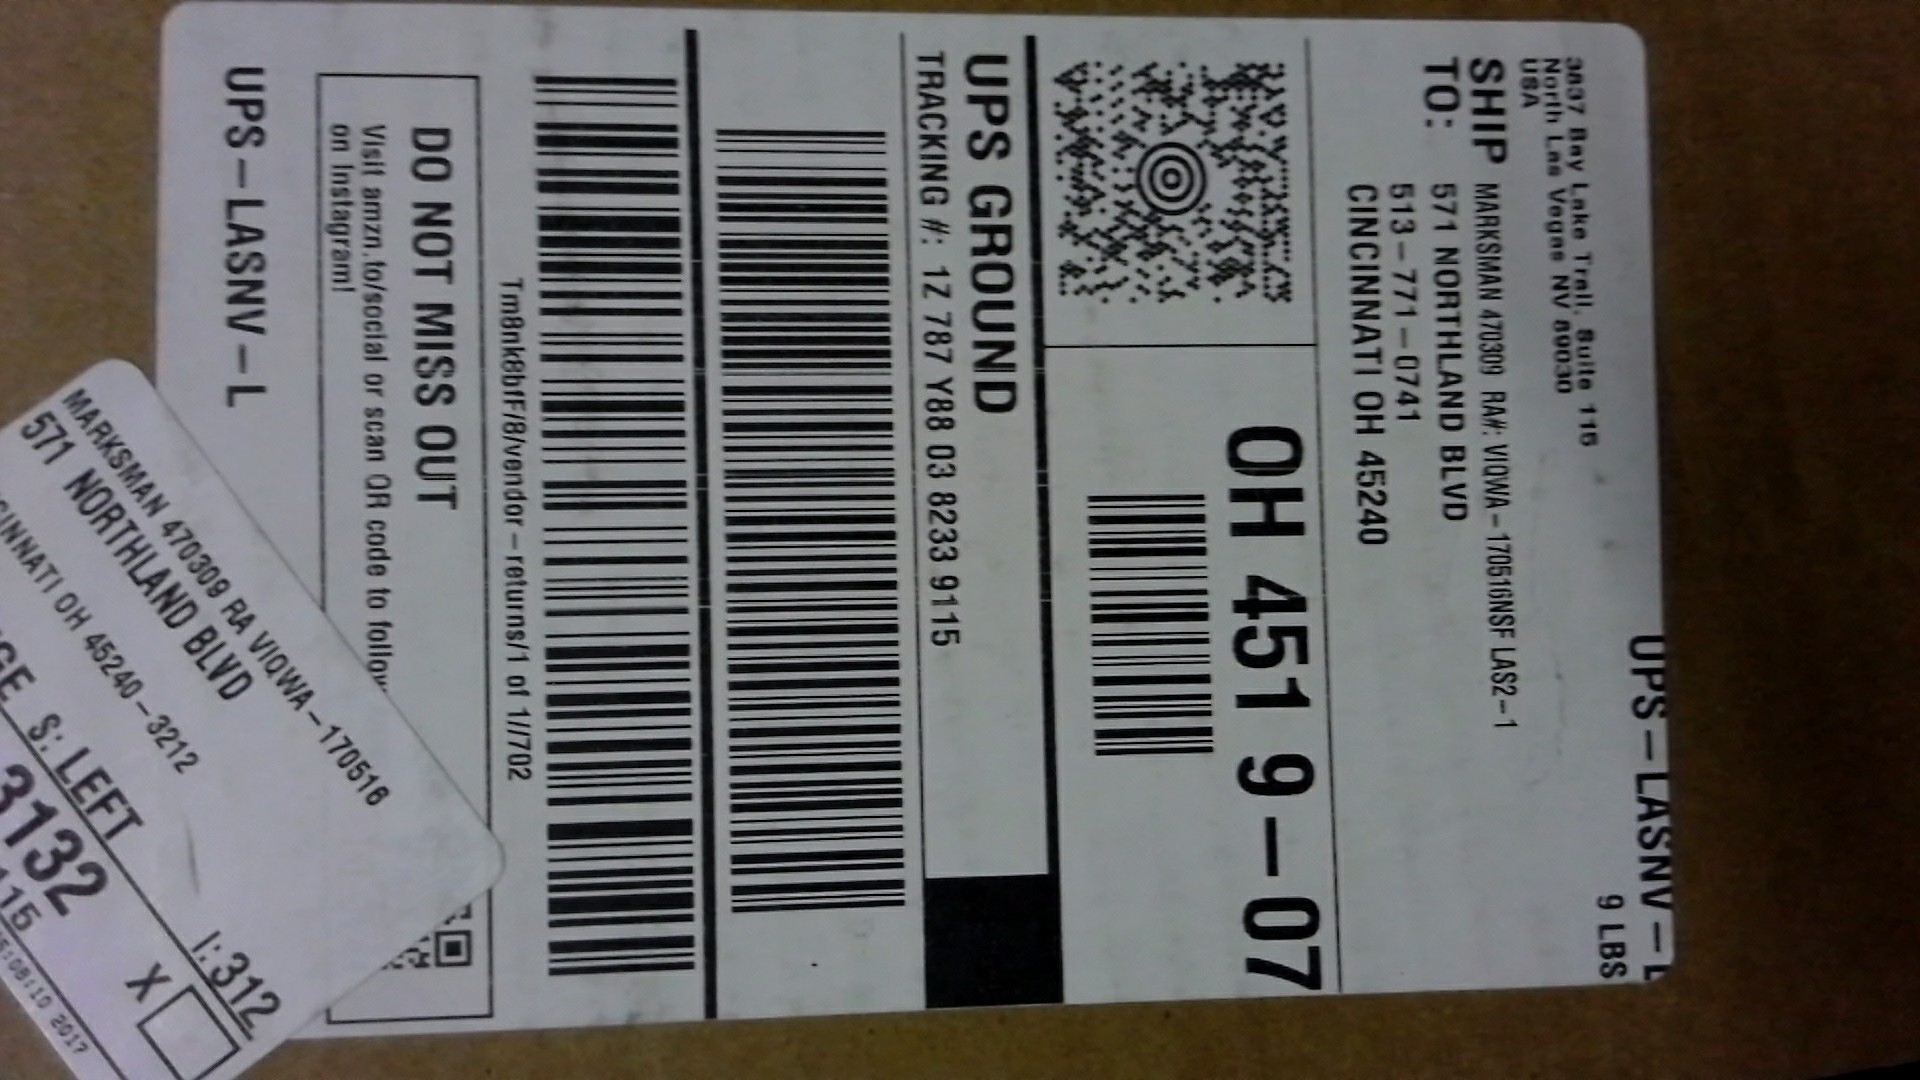 UPS-LASNV-L
9 LBS
3837 Bay Lake Trail, Suite 115
North Las Vegas NV 89030
USA
SHIP TO:
MARKSMAN 470309 RA#: VIQWA-170516NSF LAS2-1
571 NORTHLAND BLVD
513-771-0741
CINCINNATI OH 45240
OH 451 9-07
UPS GROUND
TRACKING #: 1Z 787 Y88 03 8233 9115
Tm8nk8bfF/8/vendor-returns/1 of 1//702
DO NOT MISS OUT
Visit amzn.to/social or scan QR code to follow
on Instagram!
UPS-LASNV-L
MARKSMAN 470309 RA VIQWA-170516
571 NORTHLAND BLVD
CINNATI OH 45240-3212
S: LEFT
I: 312
3132
X
115
2017